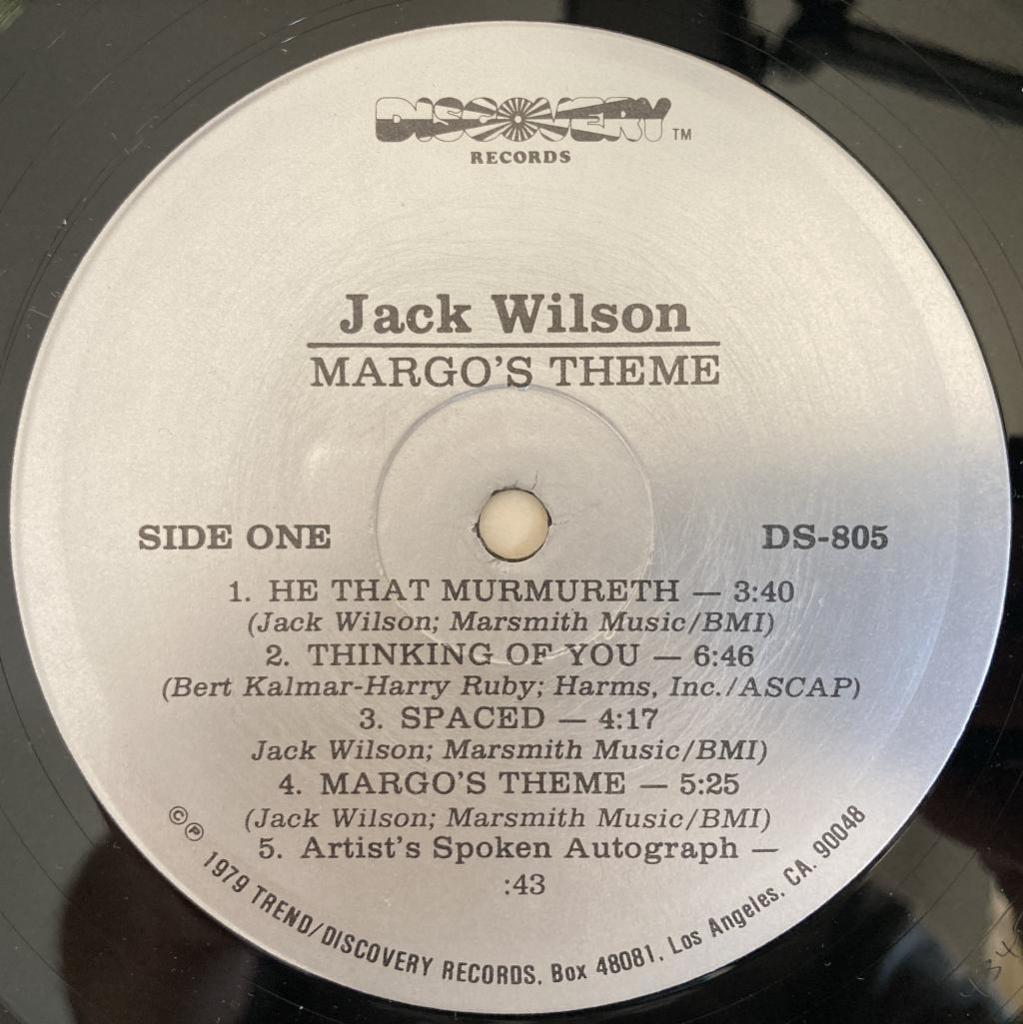 DISCOVERY TM
RECORDS
Jack Wilson
MARGO'S THEME
SIDE ONE
DS-805
1. HE THAT MURMURETH — 3:40
(Jack Wilson; Marsmith Music/BMI)
2. THINKING OF YOU — 6:46
(Bert Kalmar-Harry Ruby; Harms, Inc./ASCAP)
3. SPACED — 4:17
Jack Wilson; Marsmith Music/BMI)
4. MARGO'S THEME — 5:25
(Jack Wilson; Marsmith Music/BMI)
5. Artist's Spoken Autograph —
:43
©℗ 1979 TREND/DISCOVERY RECORDS, Box 48081, Los Angeles, CA. 90048